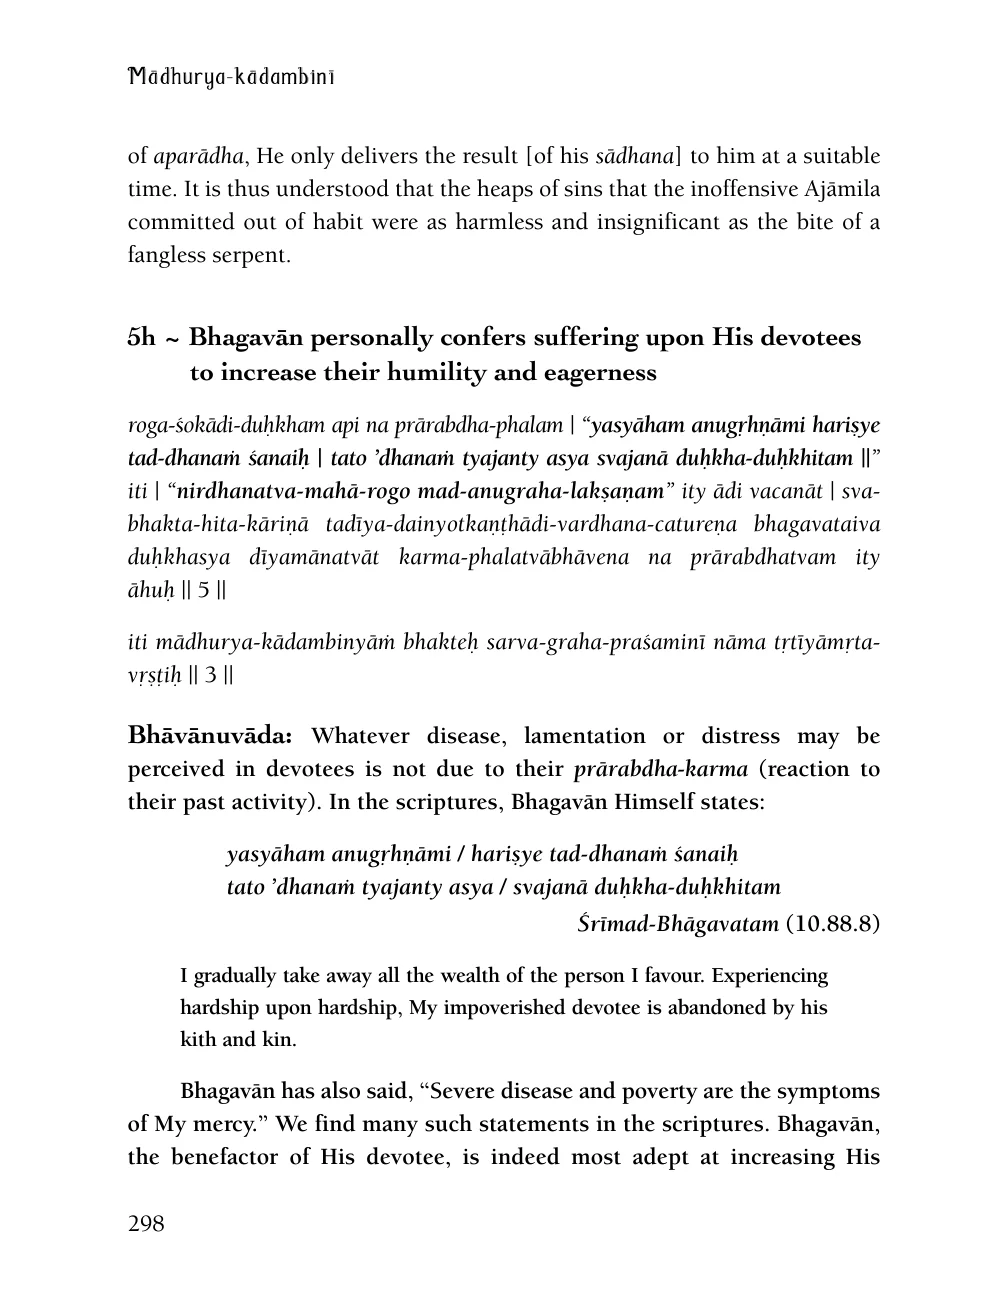 Mādhurya-kādambinī
of aparādha, He only delivers the result [of his sādhana] to him at a suitable
time. It is thus understood that the heaps of sins that the inoffensive Ajāmila
committed out of habit were as harmless and insignificant as the bite of a
fangless serpent.
5h ~ Bhagavān personally confers suffering upon His devotees
to increase their humility and eagerness
roga-śokādi-duḥkham api na prārabdha-phalam | “yasyāham anugṛhṇāmi hariṣye
tad-dhanaṁ śanaiḥ | tato ’dhanaṁ tyajanty asya svajanā duḥkha-duḥkhitam ||”
iti | “nirdhanatva-mahā-rogo mad-anugraha-lakṣaṇam” ity ādi vacanāt | sva-
bhakta-hita-kāriṇā tadīya-dainyotkaṇṭhādi-vardhana-catureṇa bhagavataiva
duḥkhasya dīyamānatvāt karma-phalatvābhāvena na prārabdhatvam ity
āhuḥ || 5 ||
iti mādhurya-kādambinyāṁ bhakteḥ sarva-graha-praśaminī nāma tṛtīyāmṛta-
vṛṣṭiḥ || 3 ||
Bhāvānuvāda: Whatever disease, lamentation or distress may be
perceived in devotees is not due to their prārabdha-karma (reaction to
their past activity). In the scriptures, Bhagavān Himself states:
yasyāham anugṛhṇāmi / hariṣye tad-dhanaṁ śanaiḥ
tato ’dhanaṁ tyajanty asya / svajanā duḥkha-duḥkhitam
Śrīmad-Bhāgavatam (10.88.8)
I gradually take away all the wealth of the person I favour. Experiencing
hardship upon hardship, My impoverished devotee is abandoned by his
kith and kin.
Bhagavān has also said, “Severe disease and poverty are the symptoms
of My mercy.” We find many such statements in the scriptures. Bhagavān,
the benefactor of His devotee, is indeed most adept at increasing His
298